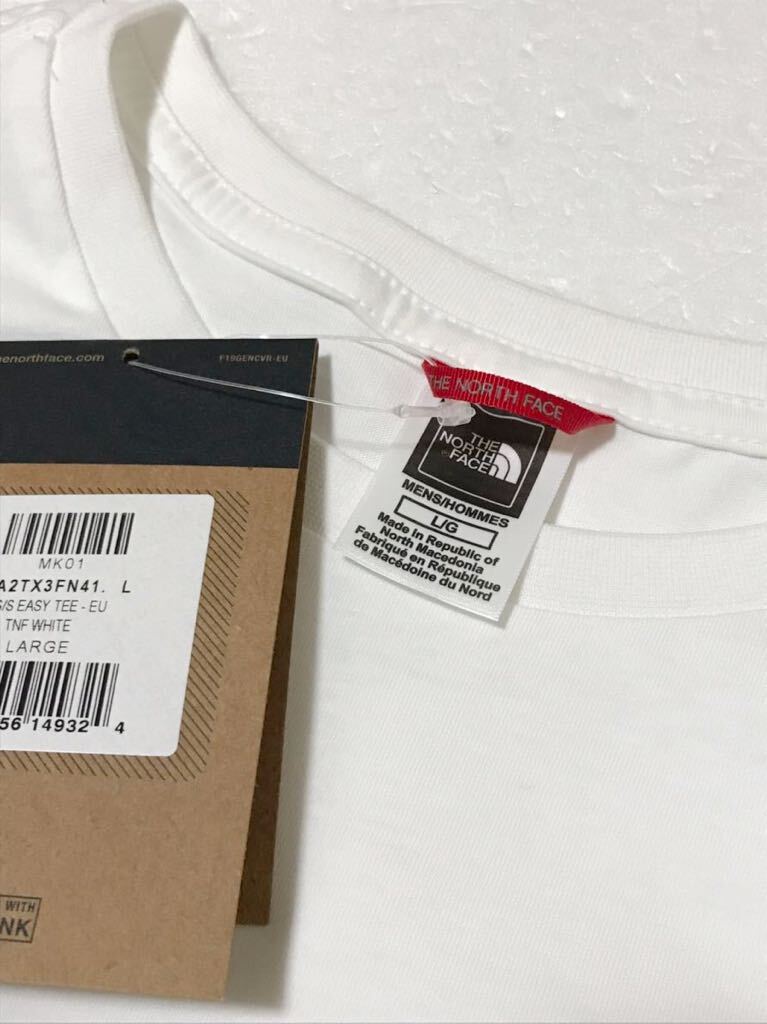 enorthface.com
F19GENCVR-EU
MK01
A2TX3FN41. L
S/S EASY TEE - EU
TNF WHITE
LARGE
56 14932 4
WITH
NK
THE NORTH FACE
THE
NORTH
FACE
MENS/HOMMES
L/G
Made in Republic of
North Macedonia
Fabriqué en République
de Macédoine du Nord